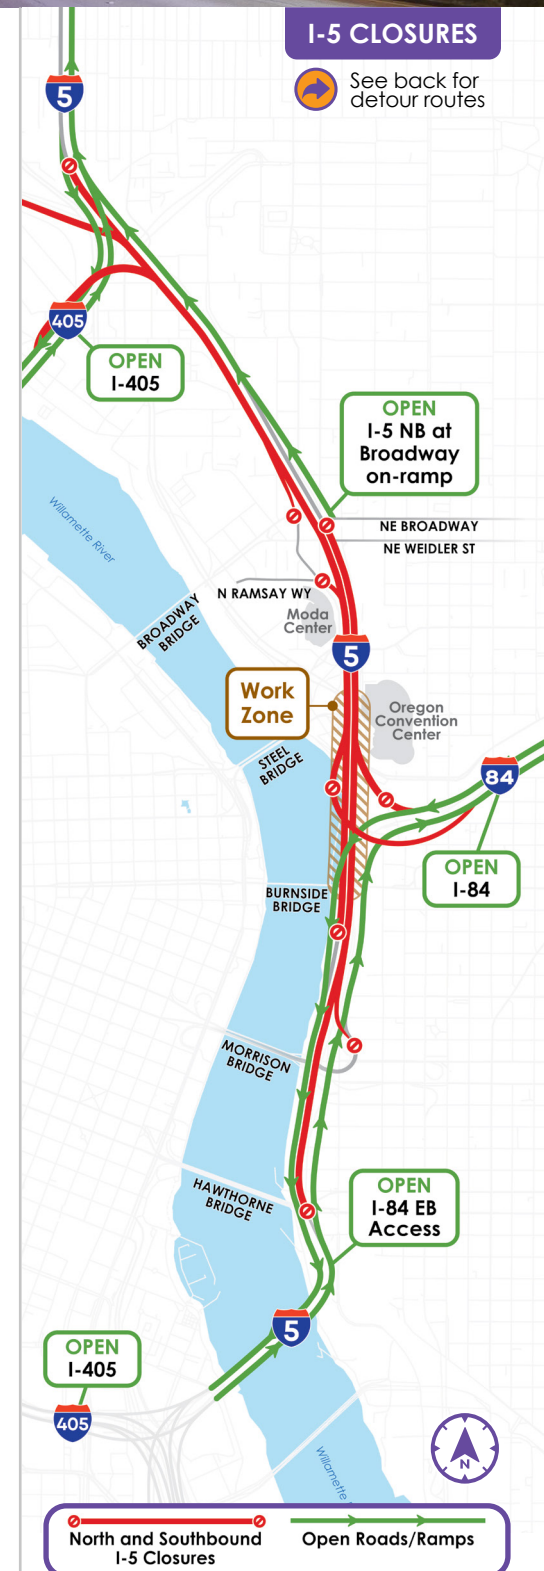 I-5 CLOSURES
See back for
detour routes
5
405
OPEN
I-405
OPEN
I-5 NB at
Broadway
on-ramp
Willamette River
NE BROADWAY
NE WEIDLER ST
N RAMSAY WY
BROADWAY
BRIDGE
Moda
Center
5
Work
Zone
Oregon
Convention
Center
STEEL
BRIDGE
84
OPEN
I-84
BURNSIDE
BRIDGE
MORRISON
BRIDGE
HAWTHORNE
BRIDGE
OPEN
I-84 EB
Access
5
OPEN
I-405
405
Willamette
N
North and Southbound
I-5 Closures
Open Roads/Ramps